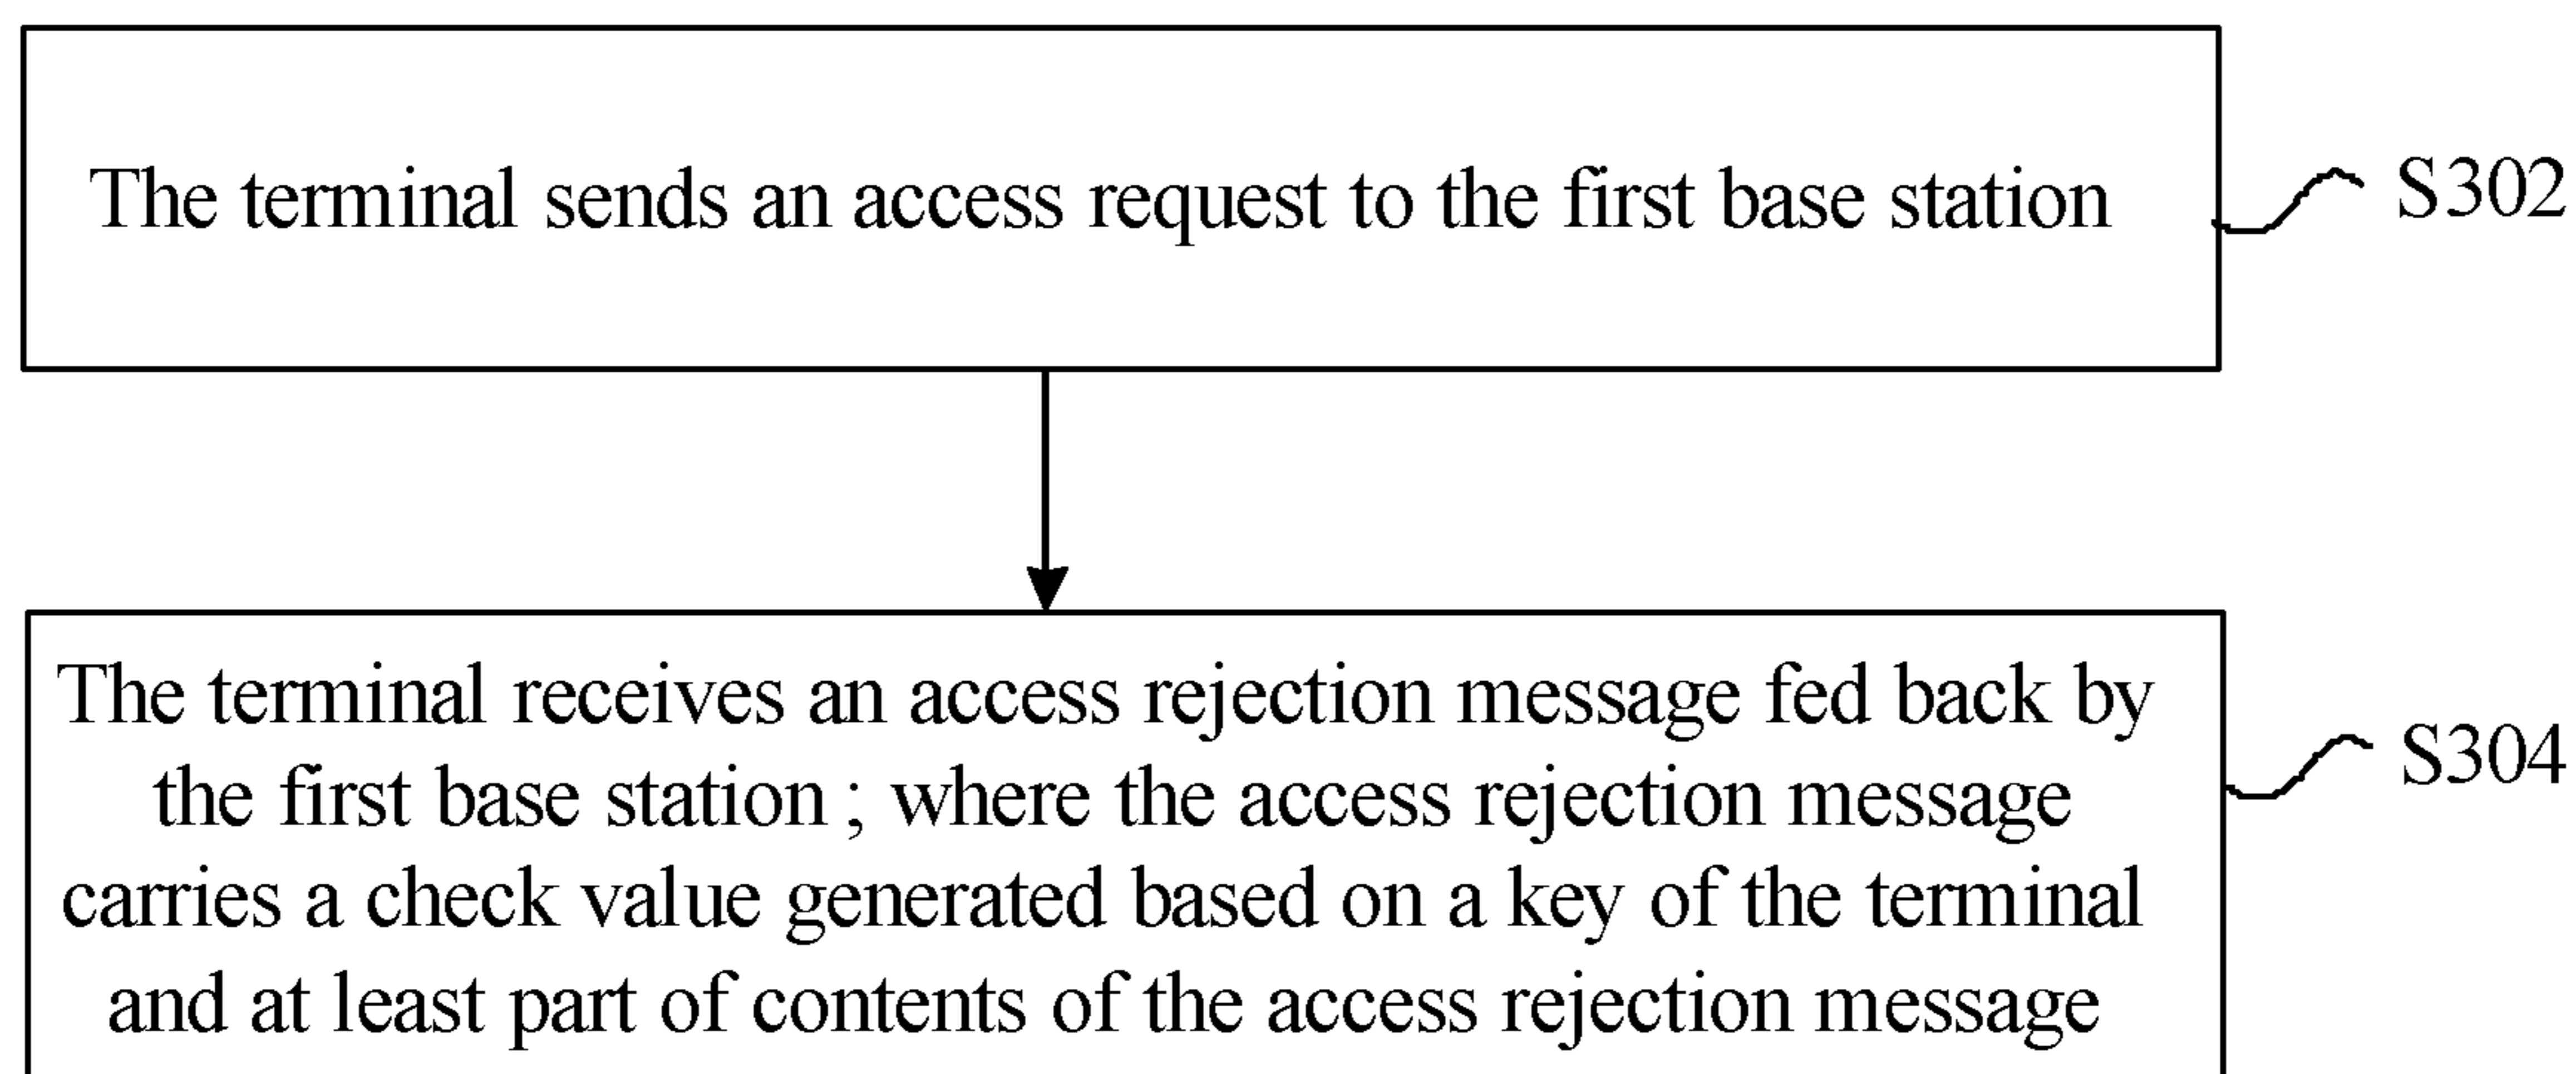 The terminal sends an access request to the first base station
S302
The terminal receives an access rejection message fed back by
the first base station ; where the access rejection message
carries a check value generated based on a key of the terminal
and at least part of contents of the access rejection message
S304